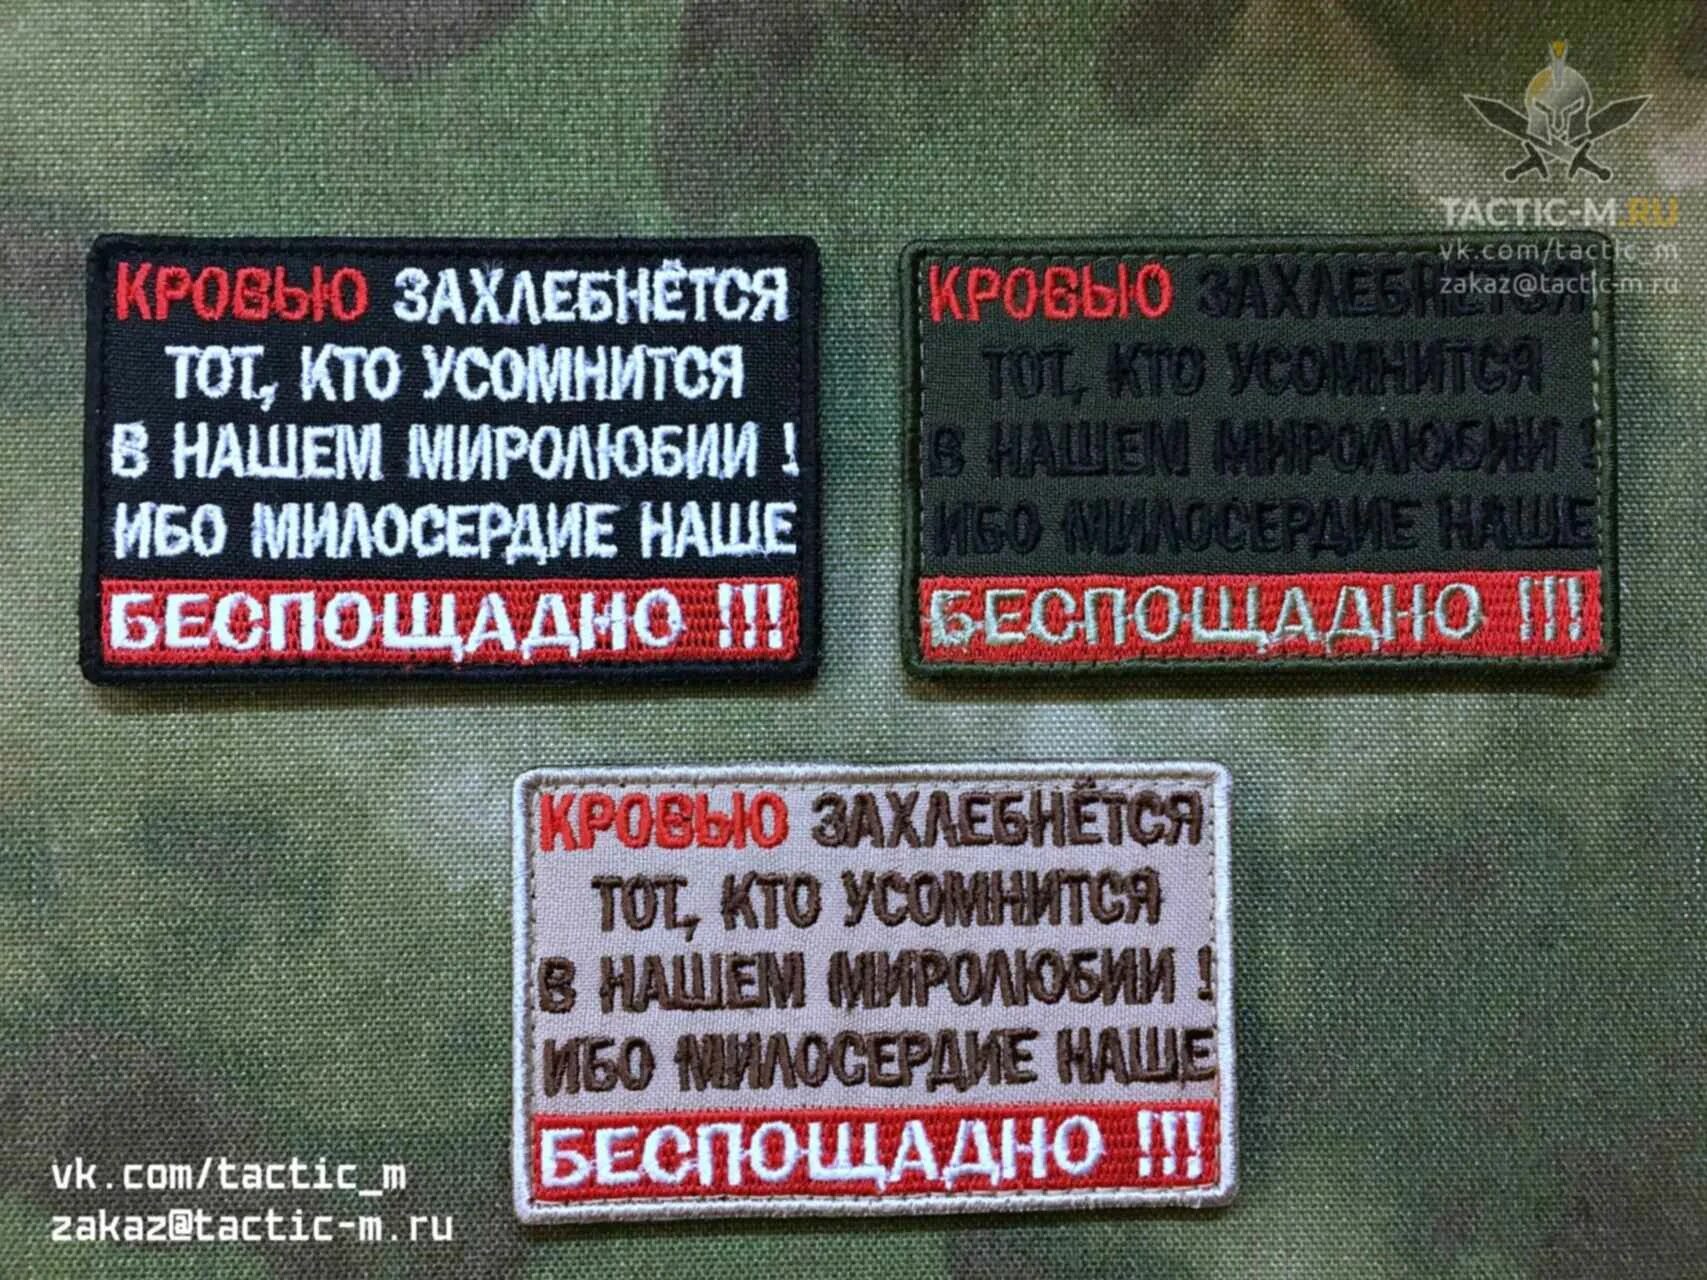 TACTIC-M.RU
vk.com/tactic_m
zakaz@tactic-m.ru
КРОВЬЮ ЗАХЛЕБНЁТСЯ
ТОТ, КТО УСОМНИТСЯ
В НАШЕМ МИРОЛЮБИИ !
ИБО МИЛОСЕРДИЕ НАШЕ
БЕСПОЩАДНО !!!
КРОВЬЮ ЗАХЛЕБНЁТСЯ
ТОТ, КТО УСОМНИТСЯ
В НАШЕМ МИРОЛЮБИИ !
ИБО МИЛОСЕРДИЕ НАШЕ
БЕСПОЩАДНО !!!
КРОВЬЮ ЗАХЛЕБНЁТСЯ
ТОТ, КТО УСОМНИТСЯ
В НАШЕМ МИРОЛЮБИИ !
ИБО МИЛОСЕРДИЕ НАШЕ
БЕСПОЩАДНО !!!
vk.com/tactic_m
zakaz@tactic-m.ru